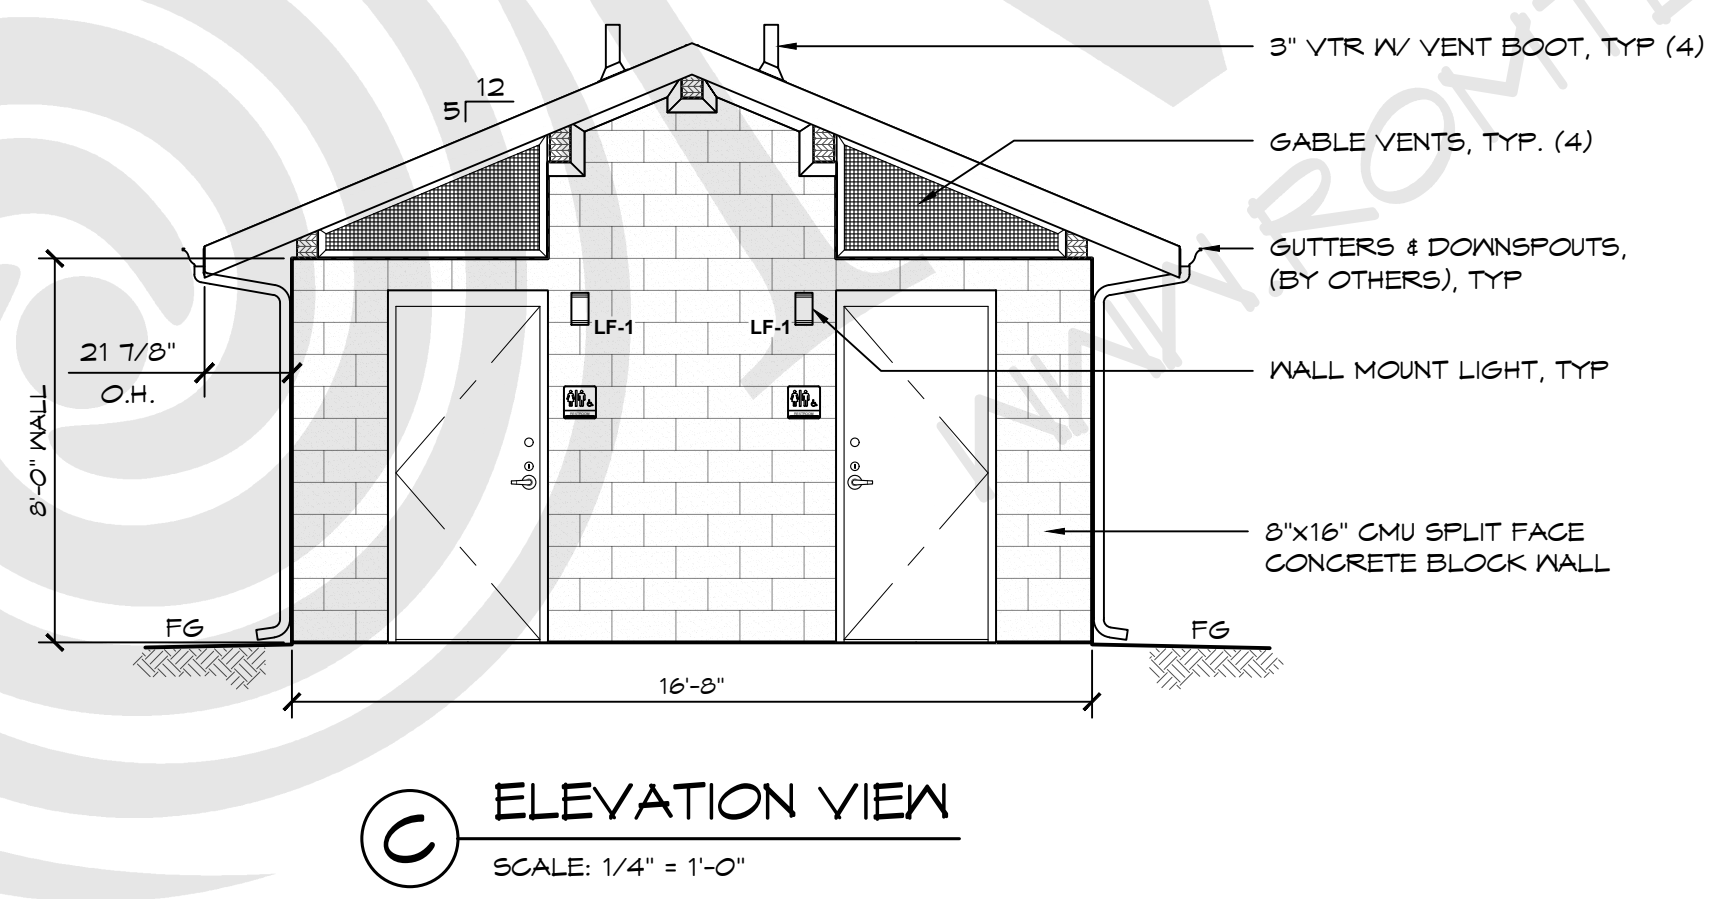 3" VTR W/ VENT BOOT, TYP (4)
12
5
GABLE VENTS, TYP. (4)
GUTTERS & DOWNSPOUTS,
(BY OTHERS), TYP
LF-1
LF-1
21 7/8"
O.H.
WALL MOUNT LIGHT, TYP
8'-0" WALL
8"x16" CMU SPLIT FACE
CONCRETE BLOCK WALL
FG
FG
16'-8"
C
ELEVATION VIEW
SCALE: 1/4" = 1'-0"
WWW.ROMT